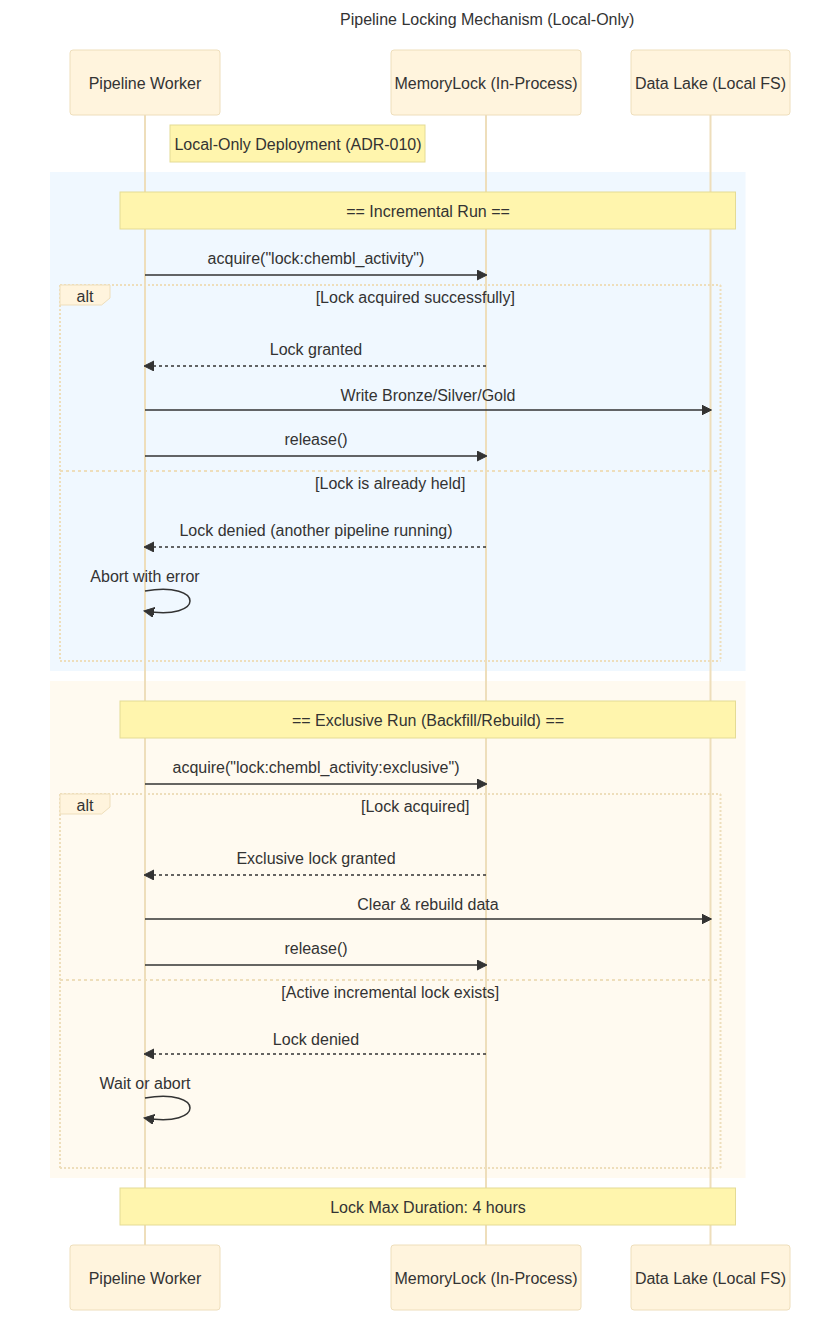 Pipeline Locking Mechanism (Local-Only)
Pipeline Worker
MemoryLock (In-Process)
Data Lake (Local FS)
Local-Only Deployment (ADR-010)
== Incremental Run ==
acquire("lock:chembl_activity")
alt
[Lock acquired successfully]
Lock granted
Write Bronze/Silver/Gold
release()
[Lock is already held]
Lock denied (another pipeline running)
Abort with error
== Exclusive Run (Backfill/Rebuild) ==
acquire("lock:chembl_activity:exclusive")
alt
[Lock acquired]
Exclusive lock granted
Clear & rebuild data
release()
[Active incremental lock exists]
Lock denied
Wait or abort
Lock Max Duration: 4 hours
Pipeline Worker
MemoryLock (In-Process)
Data Lake (Local FS)